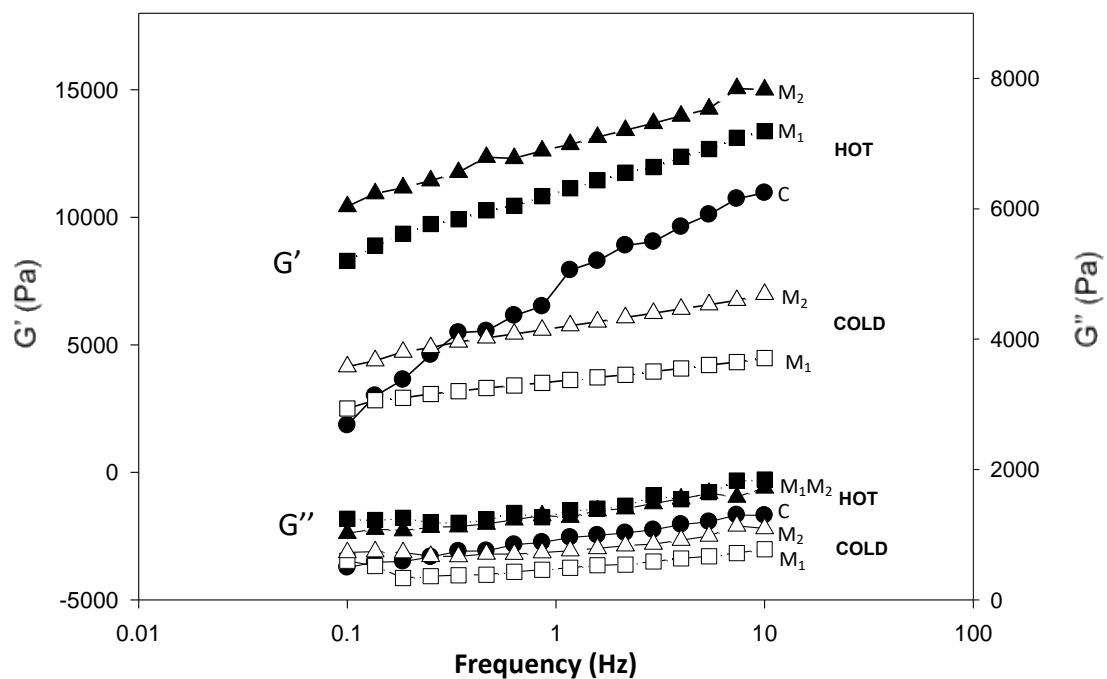 15000
10000
5000
0
-5000
G' (Pa)
8000
6000
4000
2000
0
G'' (Pa)
0.01
0.1
1
10
100
Frequency (Hz)
G'
M₂
M₁
HOT
C
M₂
COLD
M₁
G''
M₁M₂
HOT
C
M₂
COLD
M₁